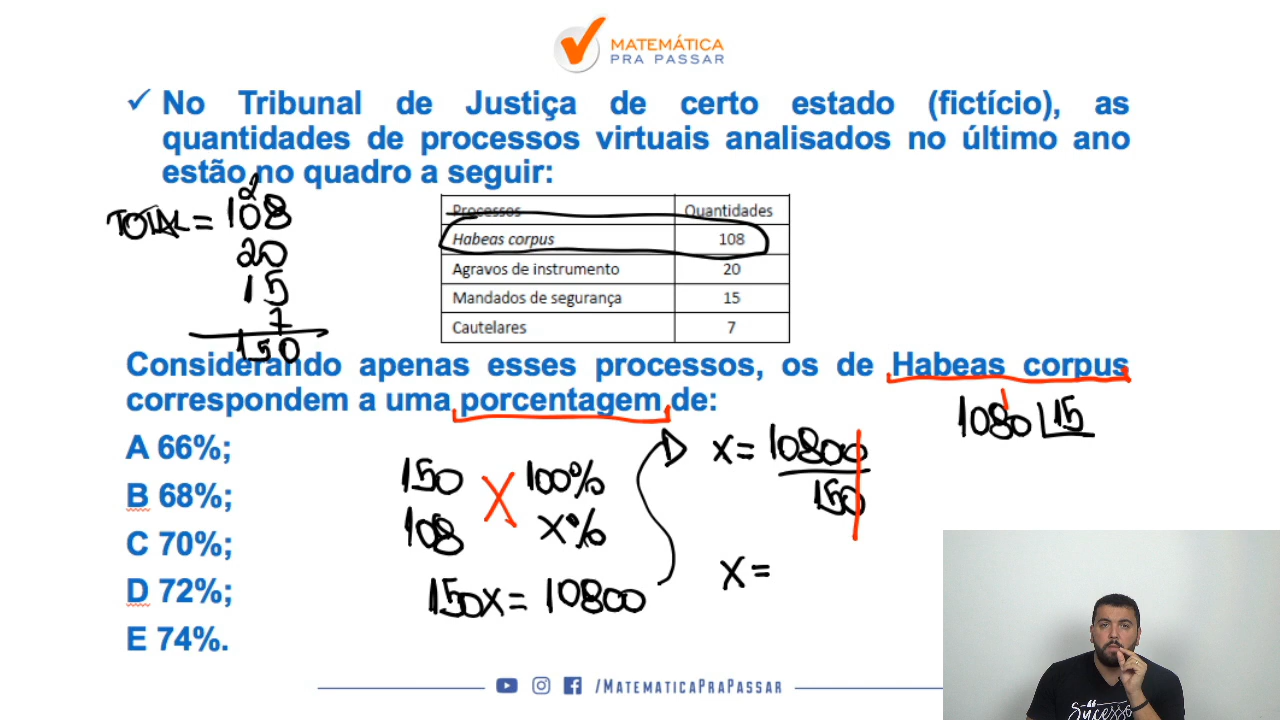 MATEMÁTICA
PRA PASSAR
✓ No Tribunal de Justiça de certo estado (fictício), as
quantidades de processos virtuais analisados no último ano
estão no quadro a seguir:
2
TOTAL = 108
20
15
7
150
Processos Quantidades
Habeas corpus 108
Agravos de instrumento 20
Mandados de segurança 15
Cautelares 7
Considerando apenas esses processos, os de Habeas corpus
correspondem a uma porcentagem de:
A 66%;
B 68%;
C 70%;
D 72%;
E 74%.
150 100%
108 X%
150X = 10800
X = 10800
150
X =
1080 15
/MATEMATICAPRAPASSAR
Sucesso